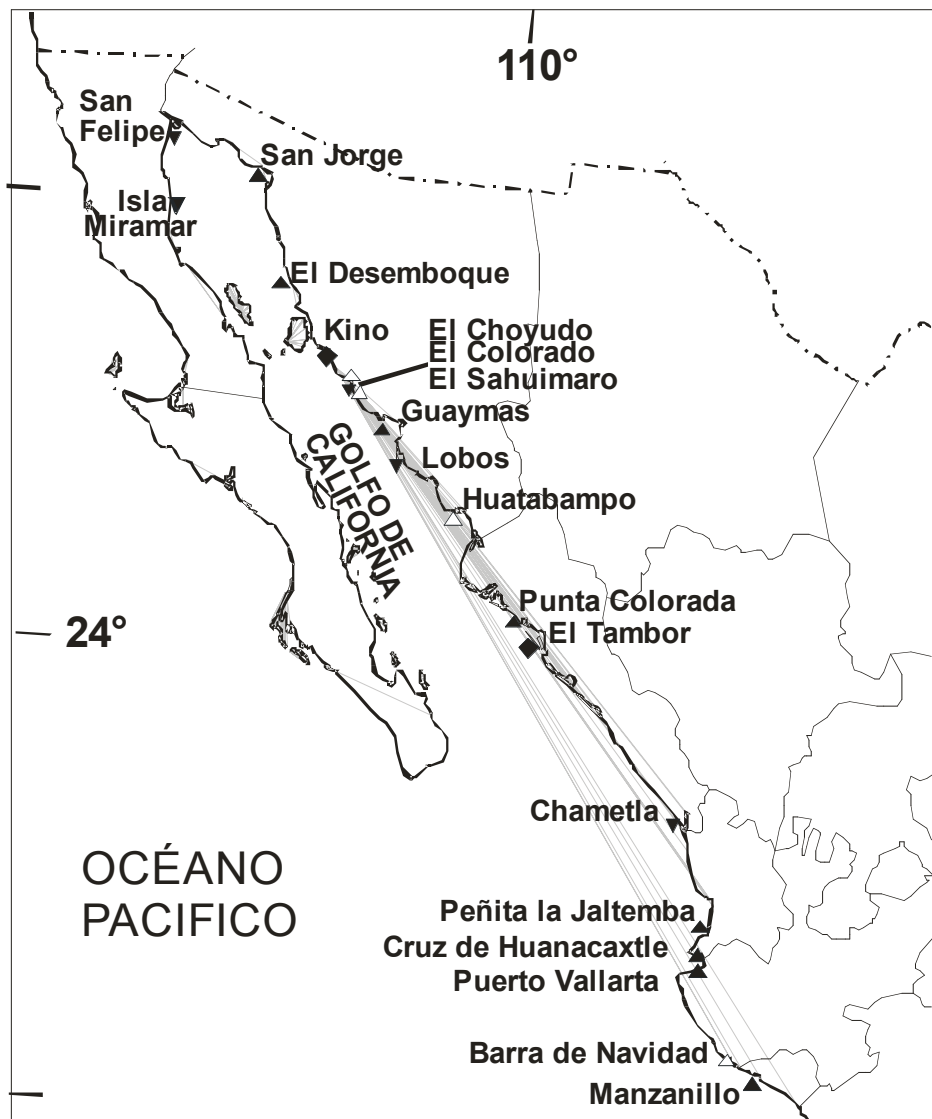 110°
San
Felipe
San Jorge
Isla
Miramar
El Desemboque
Kino
El Choyudo
El Colorado
El Sahuimaro
Guaymas
GOLFO DE
CALIFORNIA
Lobos
Huatabampo
Punta Colorada
24°
El Tambor
Chametla
OCÉANO
PACIFICO
Peñita la Jaltemba
Cruz de Huanacaxtle
Puerto Vallarta
Barra de Navidad
Manzanillo